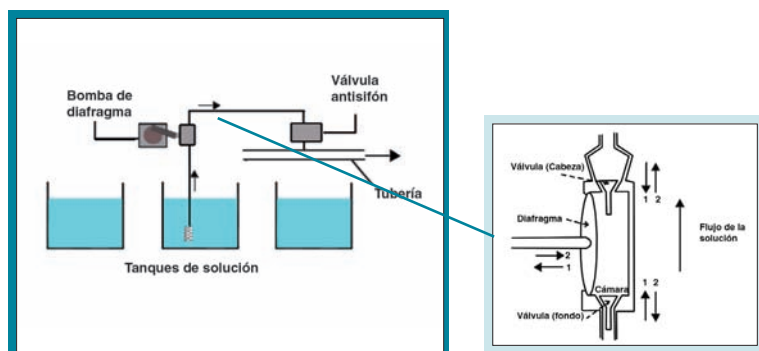 Bomba de
diafragma
Válvula
antisifón
Tubería
Tanques de solución
Válvula (Cabeza)
1 2
Diafragma
Flujo de la
solución
2
1
Cámara
1 2
Válvula (fondo)